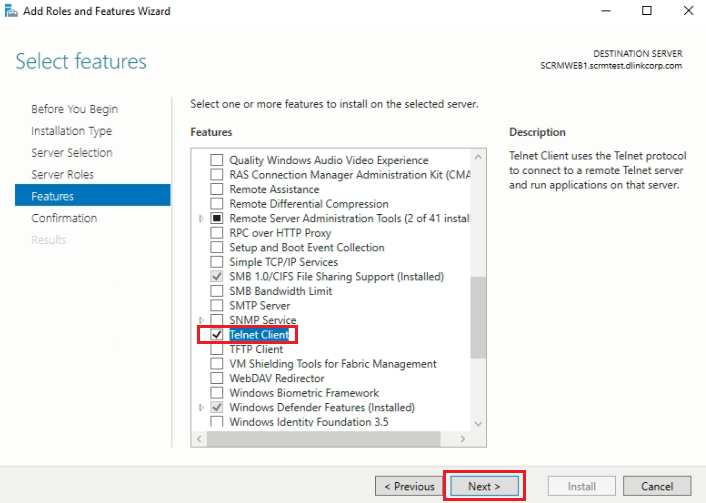 Add Roles and Features Wizard
Select features
DESTINATION SERVER
SCRMWEB1.scrmtest.dlinkcorp.com
Before You Begin
Installation Type
Server Selection
Server Roles
Features
Confirmation
Results
Select one or more features to install on the selected server.
Features
Quality Windows Audio Video Experience
RAS Connection Manager Administration Kit (CMA
Remote Assistance
Remote Differential Compression
Remote Server Administration Tools (2 of 41 instal
RPC over HTTP Proxy
Setup and Boot Event Collection
Simple TCP/IP Services
SMB 1.0/CIFS File Sharing Support (Installed)
SMB Bandwidth Limit
SMTP Server
SNMP Service
Telnet Client
TFTP Client
VM Shielding Tools for Fabric Management
WebDAV Redirector
Windows Biometric Framework
Windows Defender Features (Installed)
Windows Identity Foundation 3.5
Description
Telnet Client uses the Telnet protocol
to connect to a remote Telnet server
and run applications on that server.
< Previous
Next >
Install
Cancel